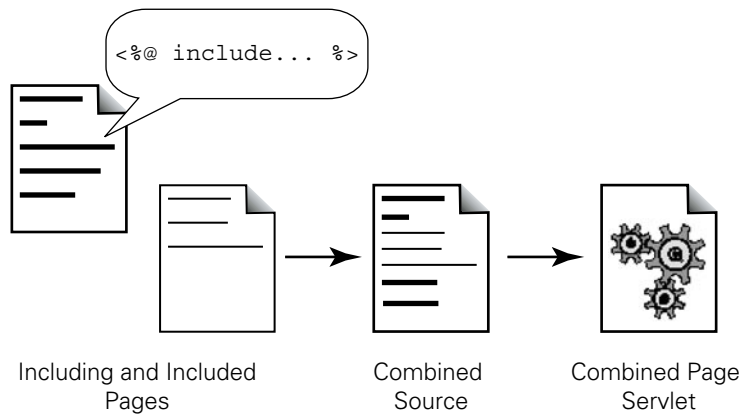 <%@ include... %>
Including and Included
Pages
Combined
Source
Combined Page
Servlet